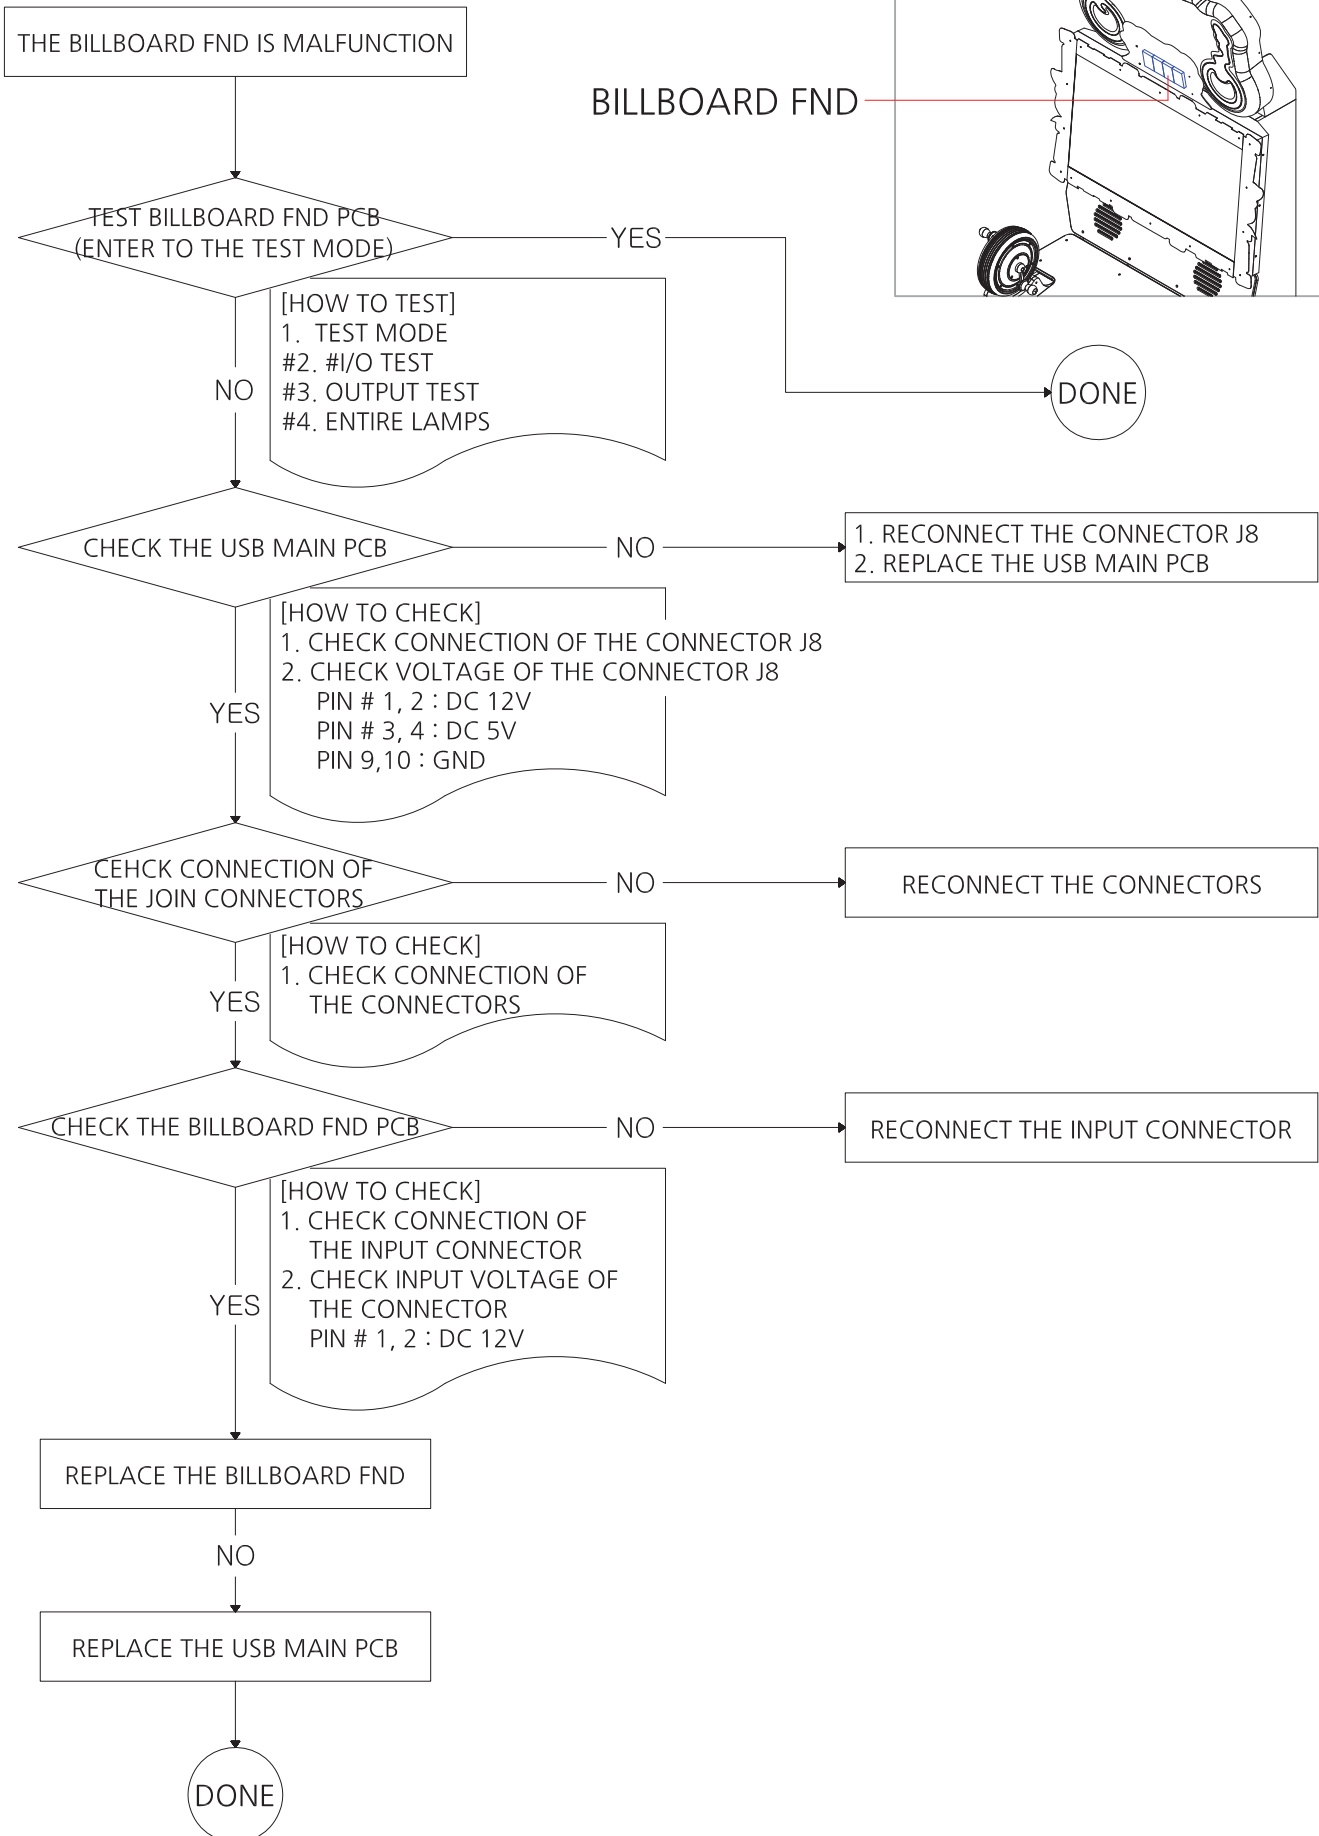 THE BILLBOARD FND IS MALFUNCTION
BILLBOARD FND
TEST BILLBOARD FND PCB
(ENTER TO THE TEST MODE)
YES
[HOW TO TEST]
1. TEST MODE
#2. #I/O TEST
#3. OUTPUT TEST
#4. ENTIRE LAMPS
NO
DONE
CHECK THE USB MAIN PCB
NO
1. RECONNECT THE CONNECTOR J8
2. REPLACE THE USB MAIN PCB
[HOW TO CHECK]
1. CHECK CONNECTION OF THE CONNECTOR J8
2. CHECK VOLTAGE OF THE CONNECTOR J8
PIN # 1, 2 : DC 12V
PIN # 3, 4 : DC 5V
PIN 9,10 : GND
YES
CEHCK CONNECTION OF
THE JOIN CONNECTORS
NO
RECONNECT THE CONNECTORS
[HOW TO CHECK]
1. CHECK CONNECTION OF
THE CONNECTORS
YES
CHECK THE BILLBOARD FND PCB
NO
RECONNECT THE INPUT CONNECTOR
[HOW TO CHECK]
1. CHECK CONNECTION OF
THE INPUT CONNECTOR
2. CHECK INPUT VOLTAGE OF
THE CONNECTOR
PIN # 1, 2 : DC 12V
YES
REPLACE THE BILLBOARD FND
NO
REPLACE THE USB MAIN PCB
DONE